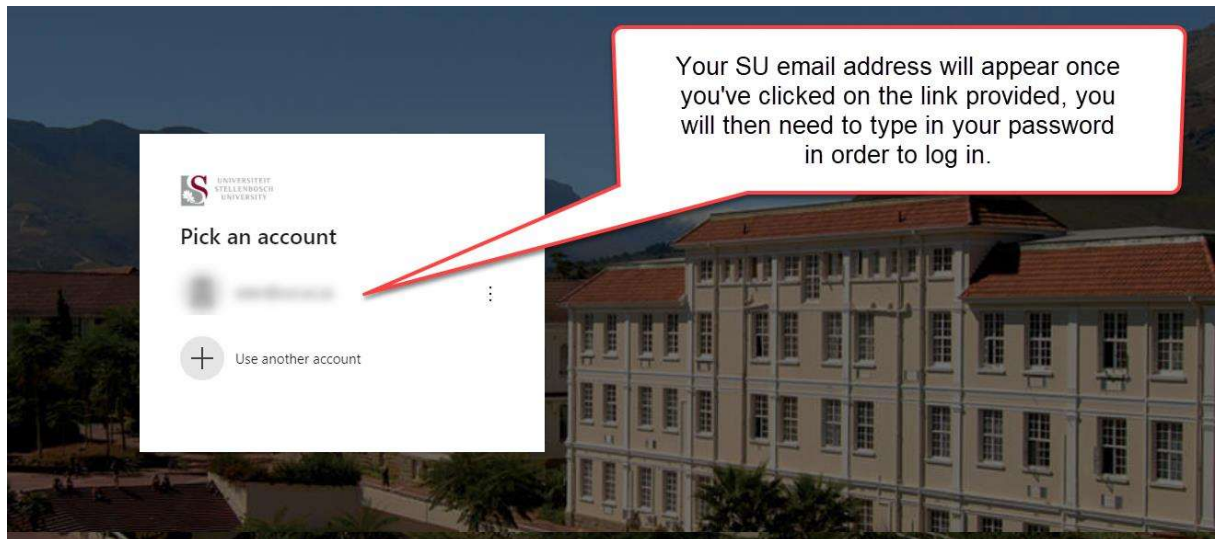 Your SU email address will appear once
you've clicked on the link provided, you
will then need to type in your password
in order to log in.
UNIVERSITEIT
STELLENBOSCH
UNIVERSITY
Pick an account
Use another account